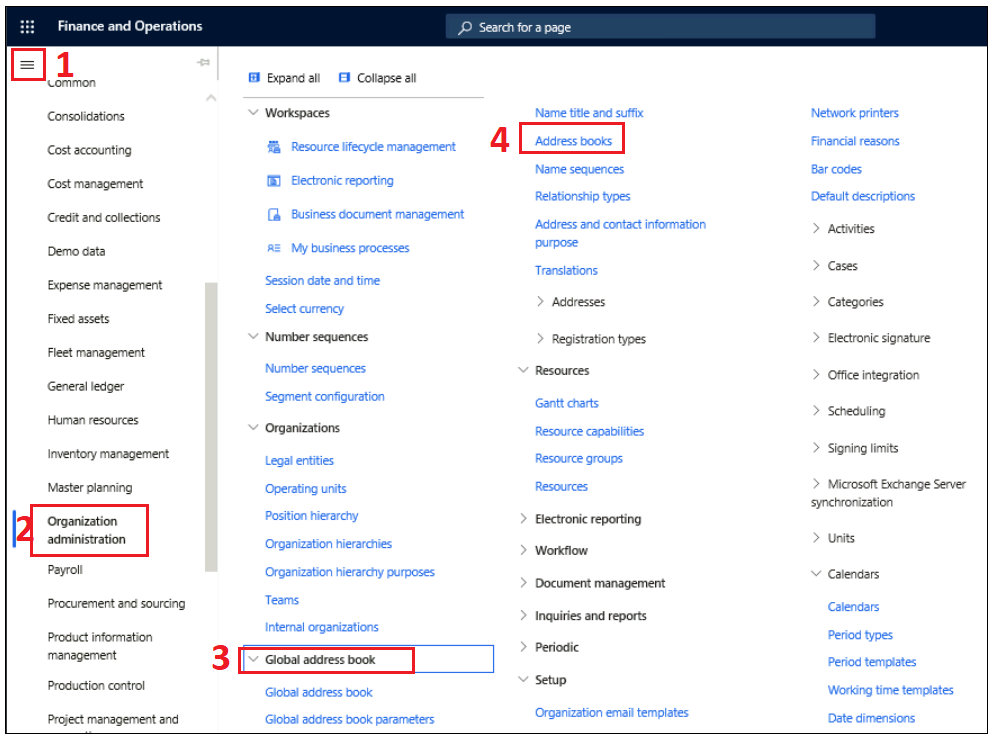 Finance and Operations
Search for a page
1
Common
Consolidations
Cost accounting
Cost management
Credit and collections
Demo data
Expense management
Fixed assets
Fleet management
General ledger
Human resources
Inventory management
Master planning
2
Organization
administration
Payroll
Procurement and sourcing
Product information
management
Production control
Project management and
Expand all
Collapse all
Workspaces
Resource lifecycle management
Electronic reporting
Business document management
My business processes
Session date and time
Select currency
Number sequences
Number sequences
Segment configuration
Organizations
Legal entities
Operating units
Position hierarchy
Organization hierarchies
Organization hierarchy purposes
Teams
Internal organizations
3
Global address book
Global address book
Global address book parameters
Name title and suffix
4
Address books
Name sequences
Relationship types
Address and contact information
purpose
Translations
Addresses
Registration types
Resources
Gantt charts
Resource capabilities
Resource groups
Resources
Electronic reporting
Workflow
Document management
Inquiries and reports
Periodic
Setup
Organization email templates
Network printers
Financial reasons
Bar codes
Default descriptions
Activities
Cases
Categories
Electronic signature
Office integration
Scheduling
Signing limits
Microsoft Exchange Server
synchronization
Units
Calendars
Calendars
Period types
Period templates
Working time templates
Date dimensions